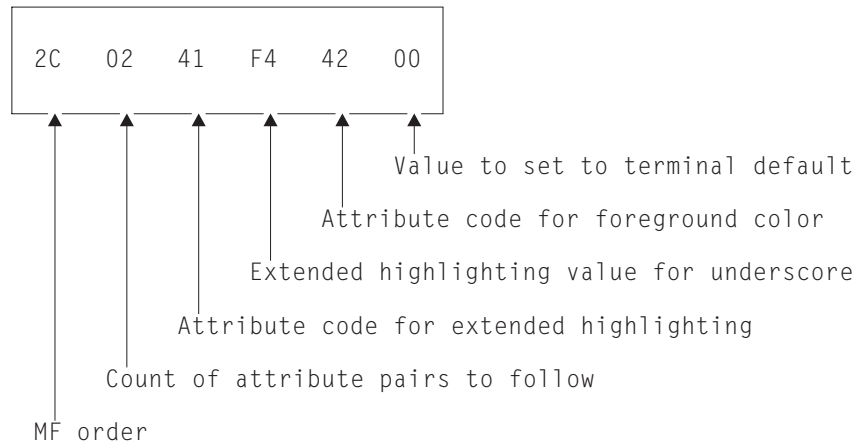 2C 02 41 F4 42 00
Value to set to terminal default
Attribute code for foreground color
Extended highlighting value for underscore
Attribute code for extended highlighting
Count of attribute pairs to follow
MF order